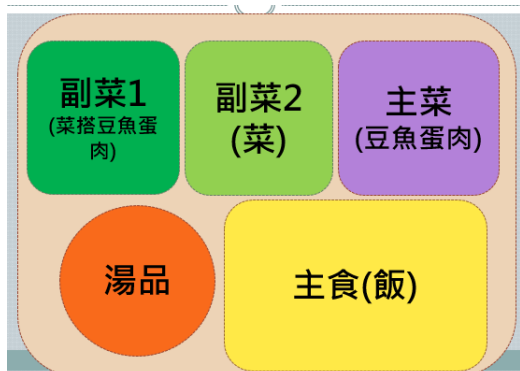 副菜1
(菜搭豆魚蛋
肉)
副菜2
(菜)
主菜
(豆魚蛋肉)
湯品
主食(飯)